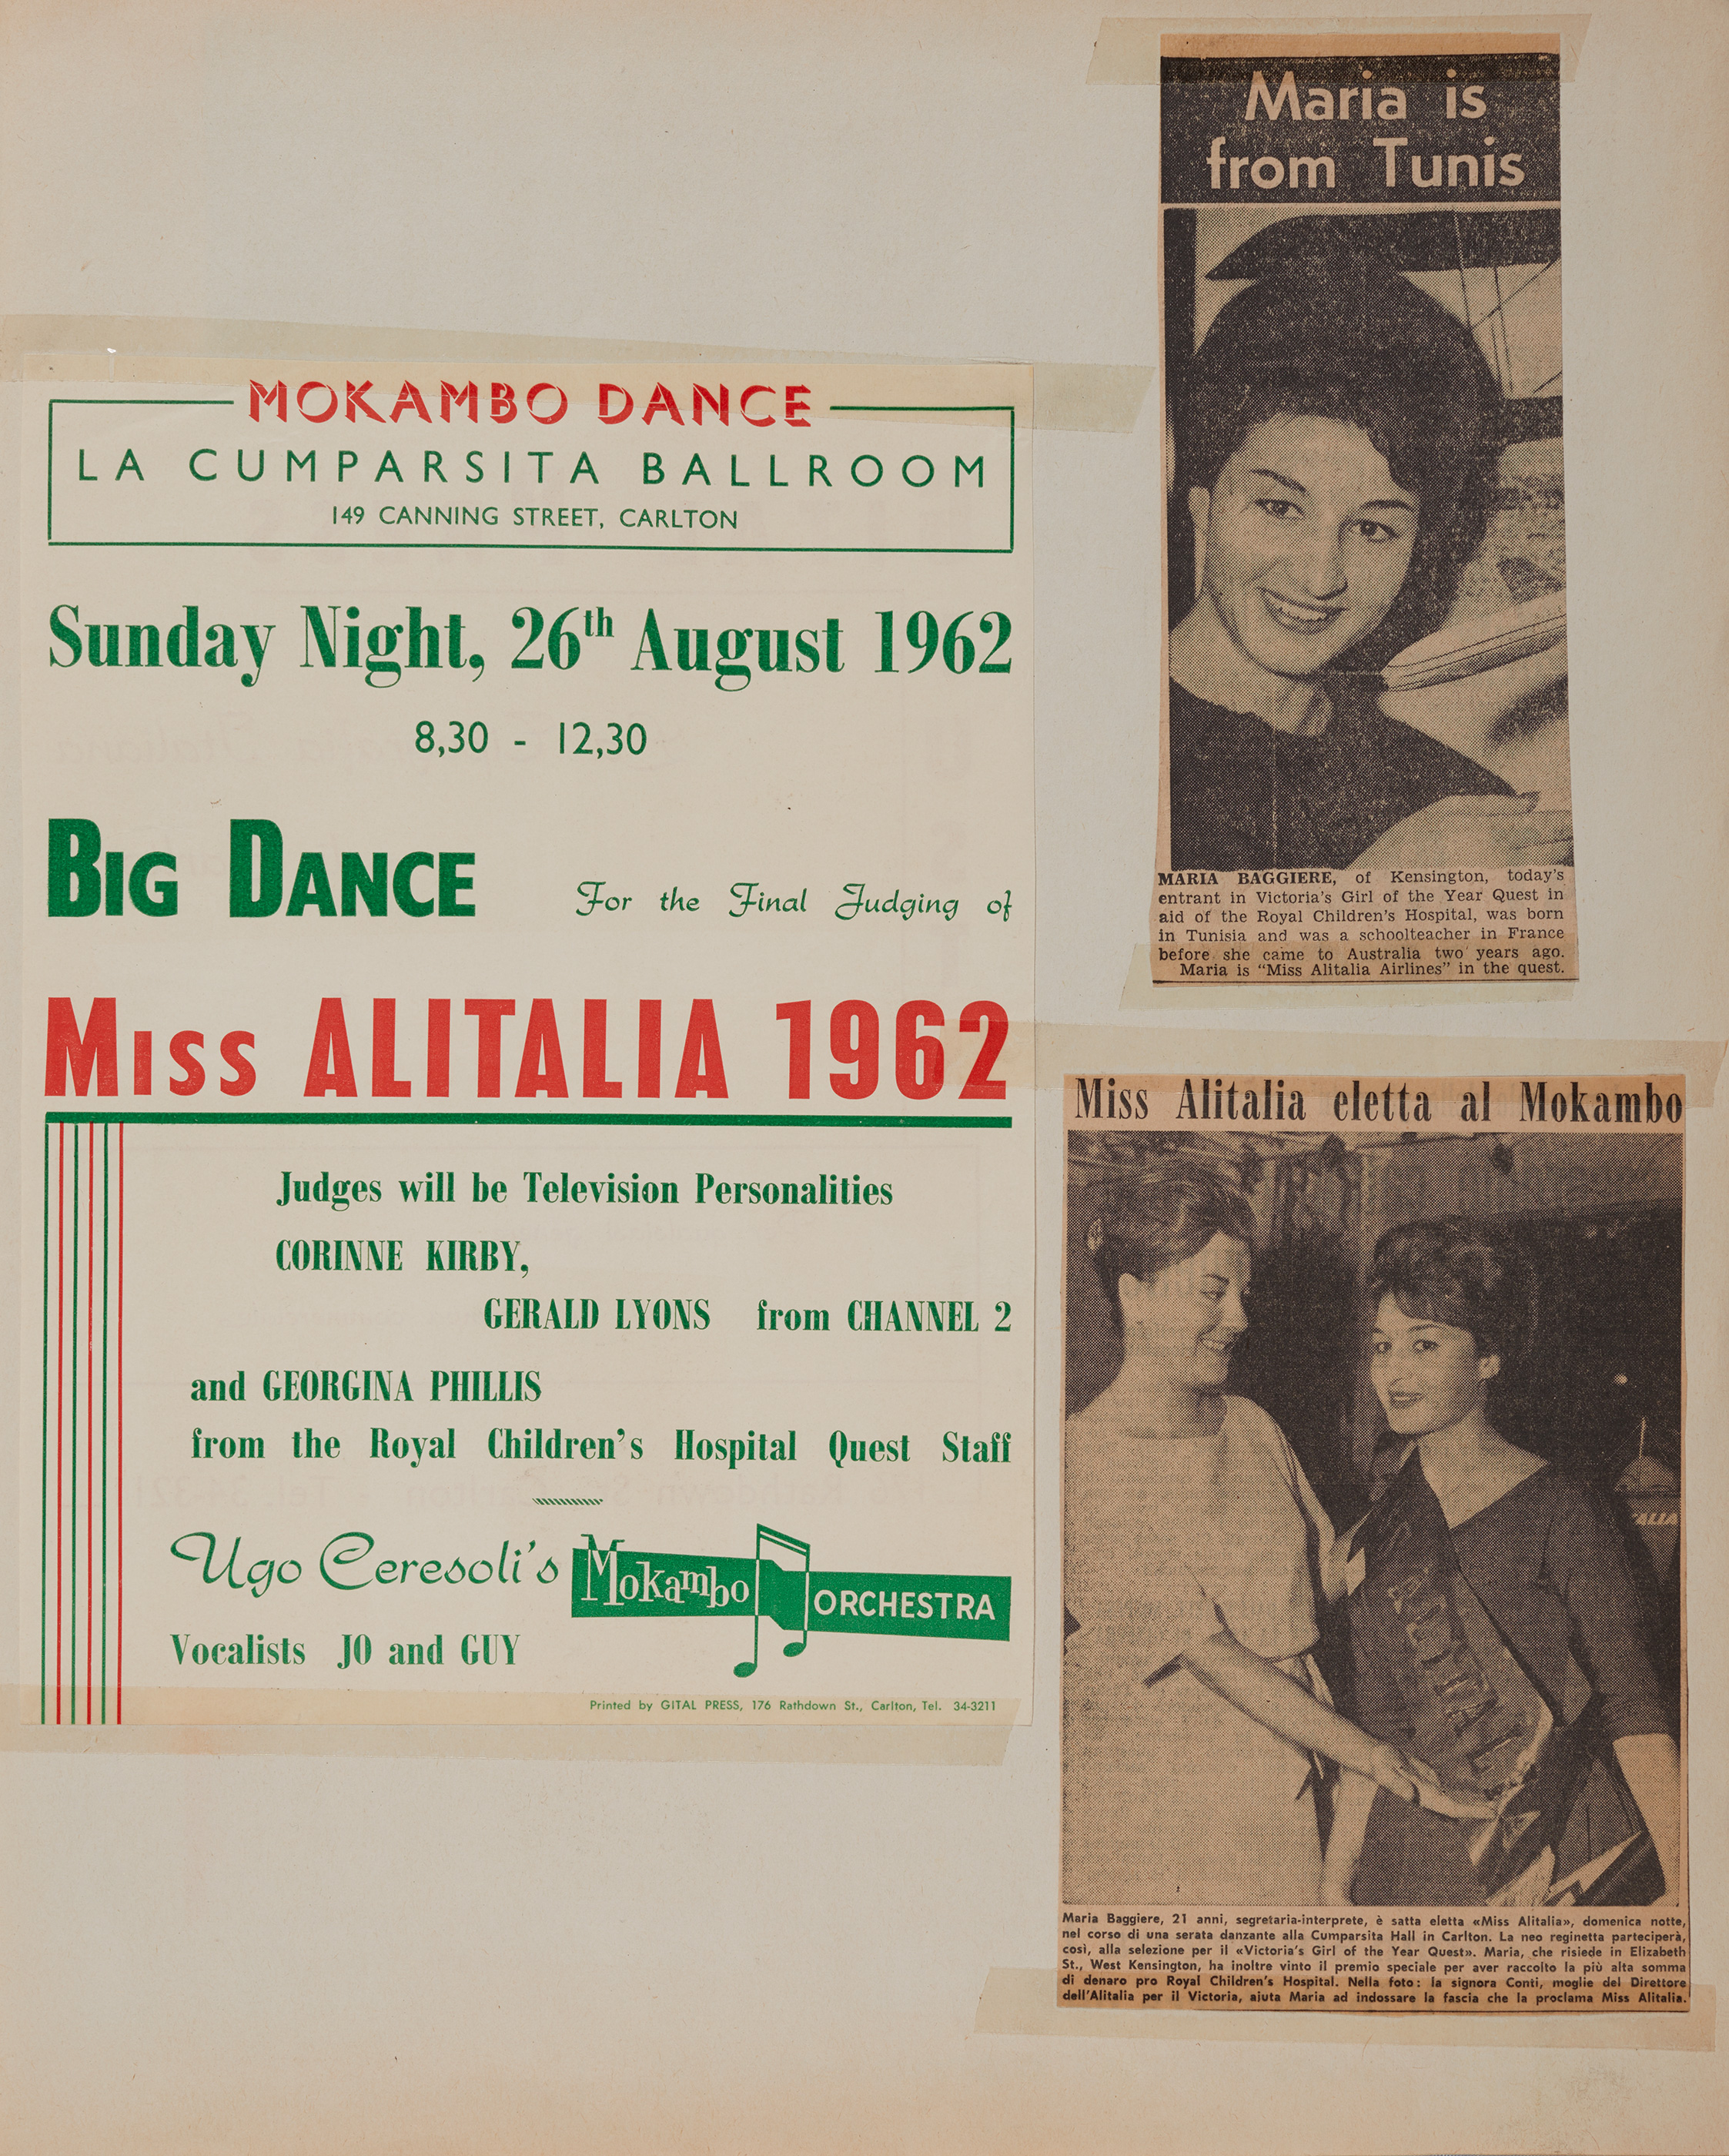 MOKAMBO DANCE
LA CUMPARSITA BALLROOM
149 CANNING STREET, CARLTON
Sunday Night, 26th August 1962
8,30 - 12,30
BIG DANCE For the Final Judging of
MISS ALITALIA 1962
Judges will be Television Personalities
CORINNE KIRBY,
GERALD LYONS from CHANNEL 2
and GEORGINA PHILLIS
from the Royal Children's Hospital Quest Staff
Ugo Ceresoli's Mokambo ORCHESTRA
Vocalists JO and GUY
Printed by GITAL PRESS, 176 Rathdown St., Carlton, Tel. 34-3211
Maria is
from Tunis
MARIA BAGGIERE, of Kensington, today's
entrant in Victoria's Girl of the Year Quest in
aid of the Royal Children's Hospital, was born
in Tunisia and was a schoolteacher in France
before she came to Australia two years ago.
Maria is "Miss Alitalia Airlines" in the quest.
Miss Alitalia eletta al Mokambo
ALIA
Maria Baggiere, 21 anni, segretaria-interprete, è satta eletta «Miss Alitalia», domenica notte,
nel corso di una serata danzante alla Cumparsita Hall in Carlton. La neo reginetta parteciperà,
così, alla selezione per il «Victoria's Girl of the Year Quest». Maria, che risiede in Elizabeth
St., West Kensington, ha inoltre vinto il premio speciale per aver raccolto la più alta somma
di denaro pro Royal Children's Hospital. Nella foto: la signora Conti, moglie del Direttore
dell'Alitalia per il Victoria, aiuta Maria ad indossare la fascia che la proclama Miss Alitalia.